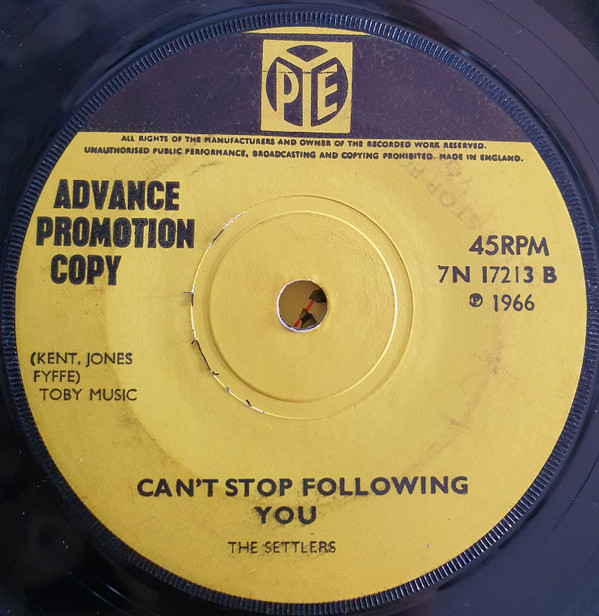 PYE
ALL RIGHTS OF THE MANUFACTURERS AND OWNER OF THE RECORDED WORK RESERVED.
UNAUTHORISED PUBLIC PERFORMANCE, BROADCASTING AND COPYING PROHIBITED. MADE IN ENGLAND.
ADVANCE
PROMOTION
COPY
45RPM
7N 17213 B
℗ 1966
(KENT, JONES
FYFFE)
TOBY MUSIC
CAN'T STOP FOLLOWING
YOU
THE SETTLERS